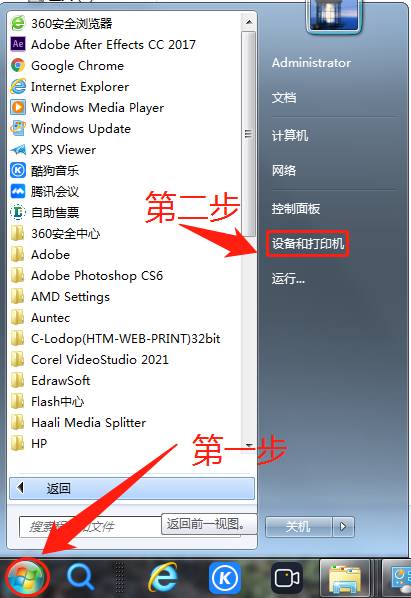 360安全浏览器
Adobe After Effects CC 2017
Google Chrome
Internet Explorer
Windows Media Player
Windows Update
XPS Viewer
酷狗音乐
腾讯会议
自助售票
360安全中心
Adobe
Adobe Photoshop CS6
AMD Settings
Auntec
C-Lodop(HTM-WEB-PRINT)32bit
Corel VideoStudio 2021
EdrawSoft
Flash中心
Haali Media Splitter
HP
返回
搜索程序和文件
返回前一视图。
Administrator
文档
计算机
网络
控制面板
第二步
设备和打印机
运行...
第一步
关机